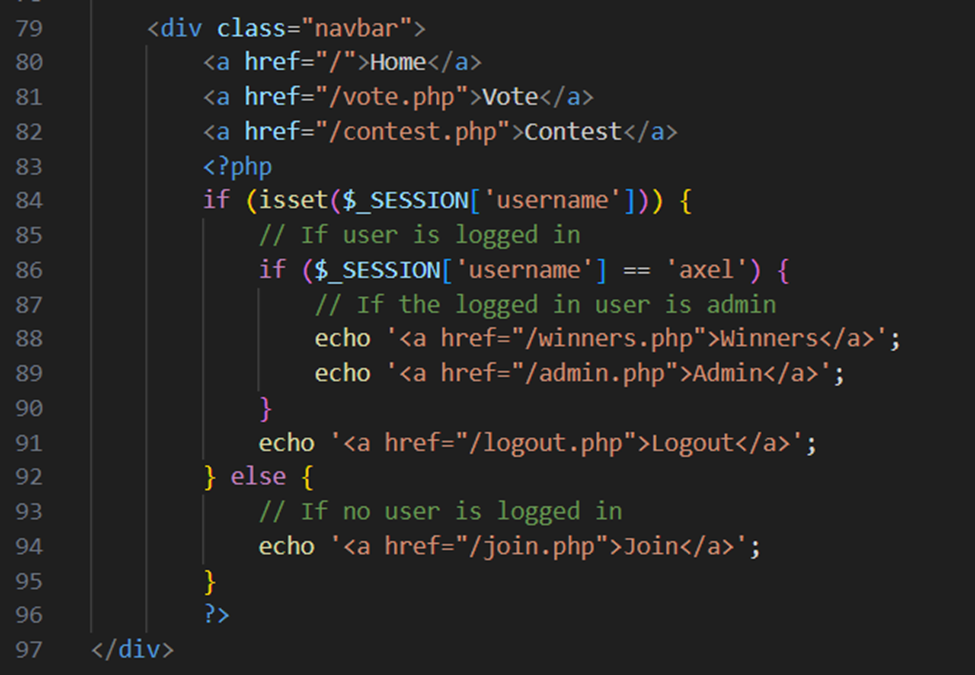 79 <div class="navbar">
80 <a href="/">Home</a>
81 <a href="/vote.php">Vote</a>
82 <a href="/contest.php">Contest</a>
83 <?php
84 if (isset($_SESSION['username'])) {
85 // If user is logged in
86 if ($_SESSION['username'] == 'axel') {
87 // If the logged in user is admin
88 echo '<a href="/winners.php">Winners</a>';
89 echo '<a href="/admin.php">Admin</a>';
90 }
91 echo '<a href="/logout.php">Logout</a>';
92 } else {
93 // If no user is logged in
94 echo '<a href="/join.php">Join</a>';
95 }
96 ?>
97 </div>